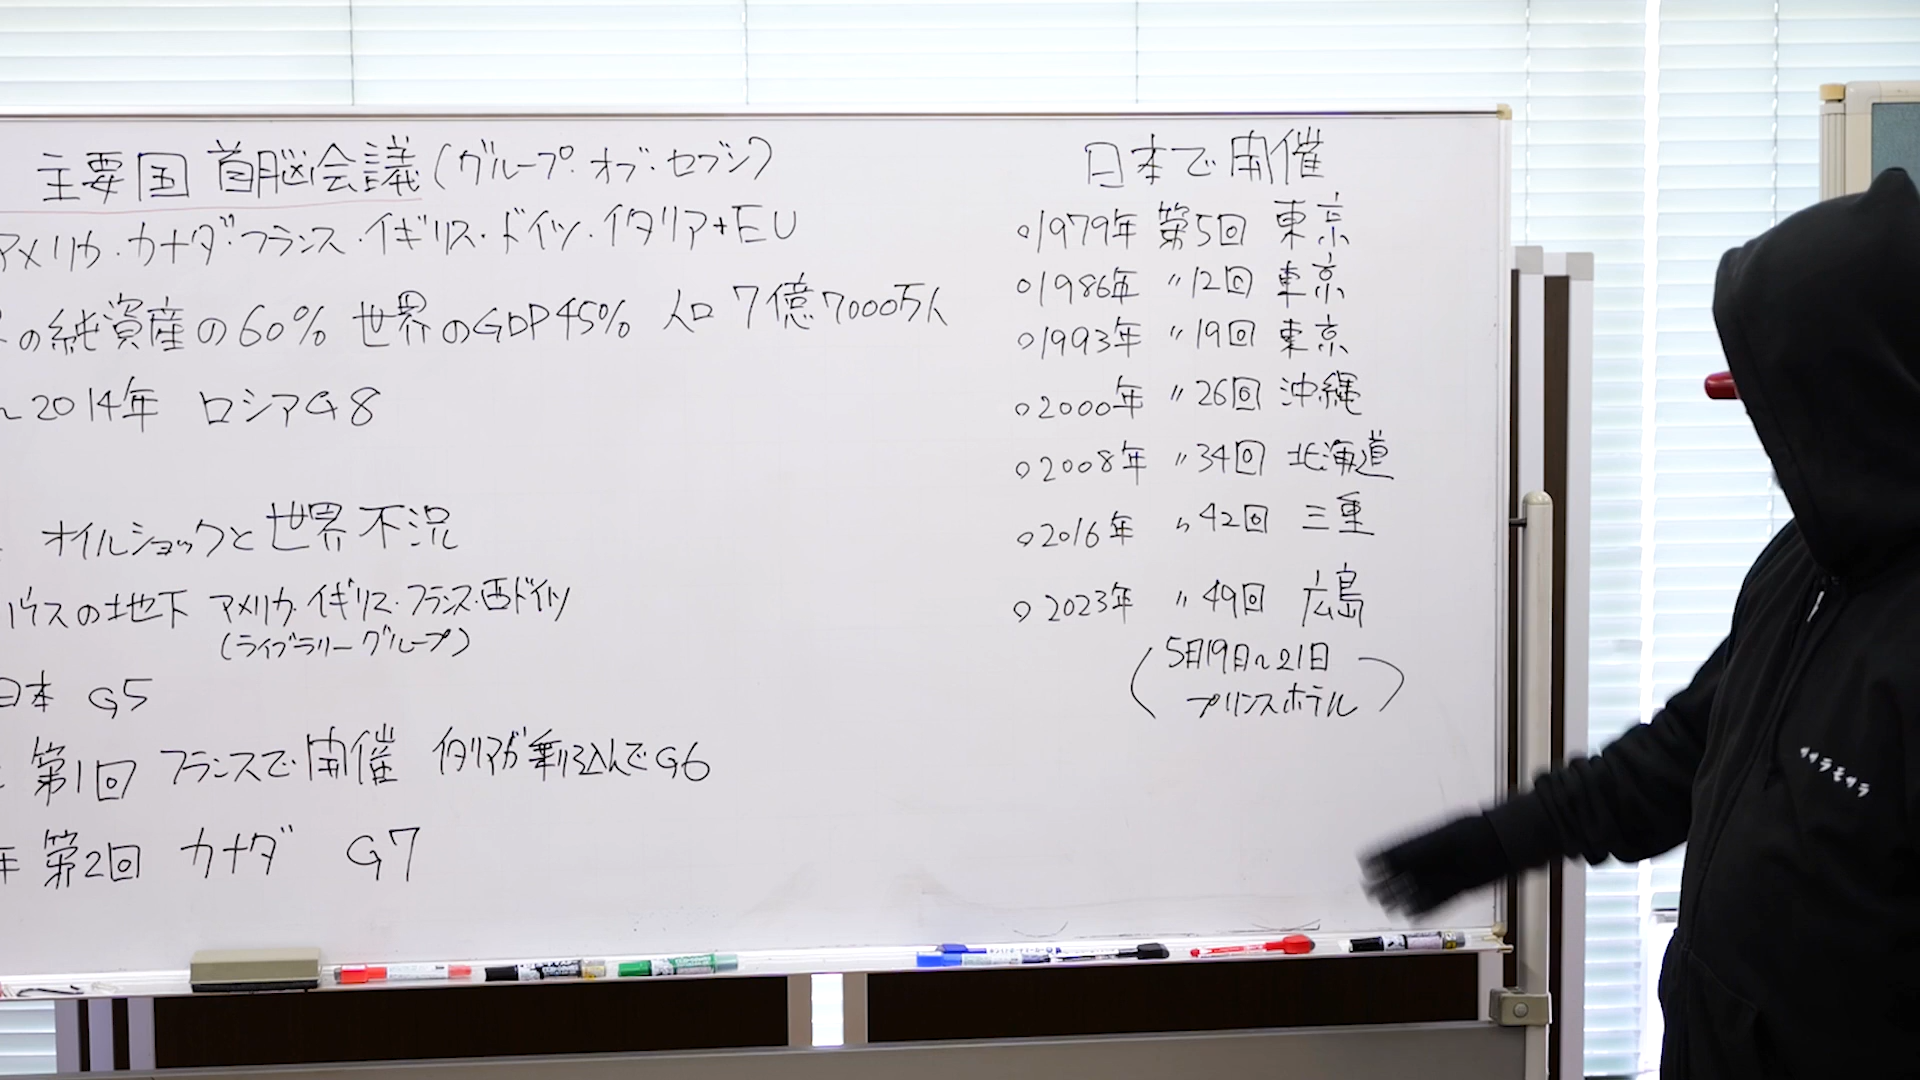 主要国首脳会議(グループ・オブ・セブン)
アメリカ・カナダ・フランス・イギリス・ドイツ・イタリア+EU
の純資産の60% 世界のGDP45% 人口7億7000万人
~2014年 ロシアG8
オイルショックと世界不況
ハウスの地下 アメリカ・イギリス・フランス・西ドイツ
(ライブラリーグループ)
日本 G5
第1回 フランスで開催 イタリアが乗り込んでG6
年 第2回 カナダ G7
日本で開催
○1979年 第5回 東京
○1986年 〃12回 東京
○1993年 〃19回 東京
○2000年 〃26回 沖縄
○2008年 〃34回 北海道
○2016年 〃42回 三重
○2023年 〃49回 広島
(5月19日~21日
プリンスホテル)
ササラモサラ